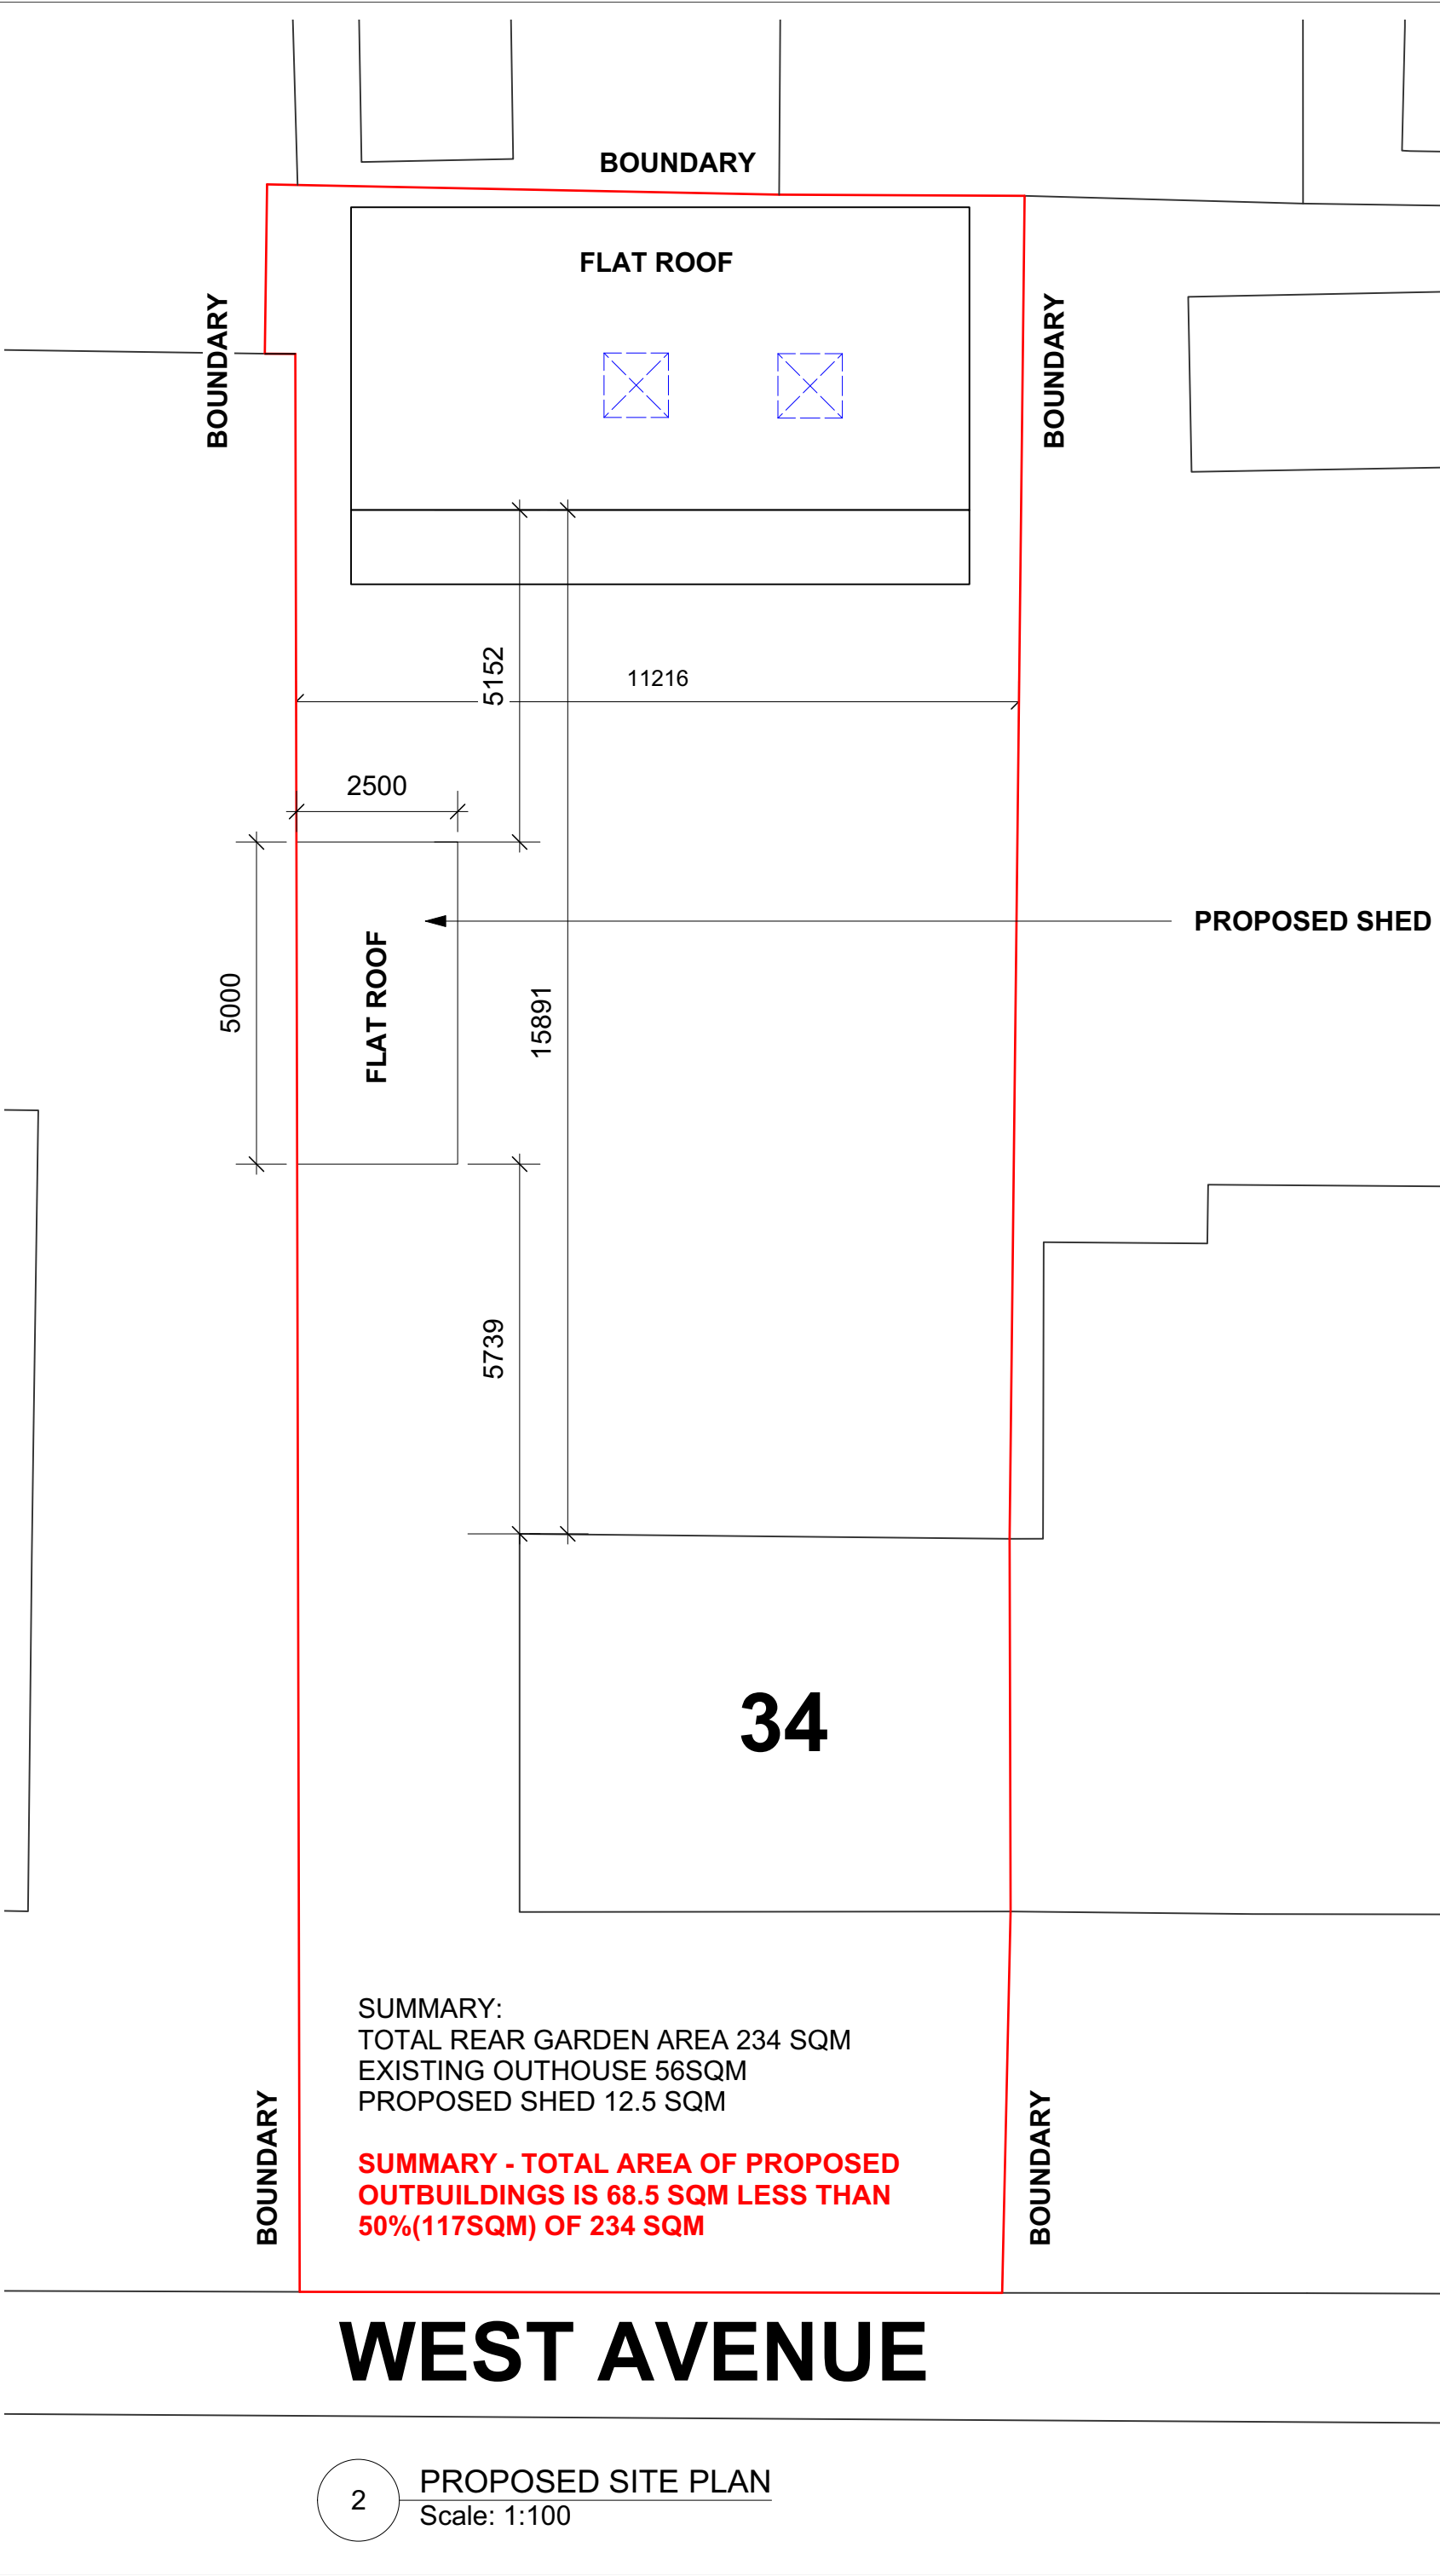 BOUNDARY
FLAT ROOF
BOUNDARY
BOUNDARY
5152
11216
2500
PROPOSED SHED
5000
FLAT ROOF
15891
5739
34
SUMMARY:
TOTAL REAR GARDEN AREA 234 SQM
EXISTING OUTHOUSE 56SQM
PROPOSED SHED 12.5 SQM
SUMMARY - TOTAL AREA OF PROPOSED
OUTBUILDINGS IS 68.5 SQM LESS THAN
50%(117SQM) OF 234 SQM
BOUNDARY
BOUNDARY
WEST AVENUE
2
PROPOSED SITE PLAN
Scale: 1:100